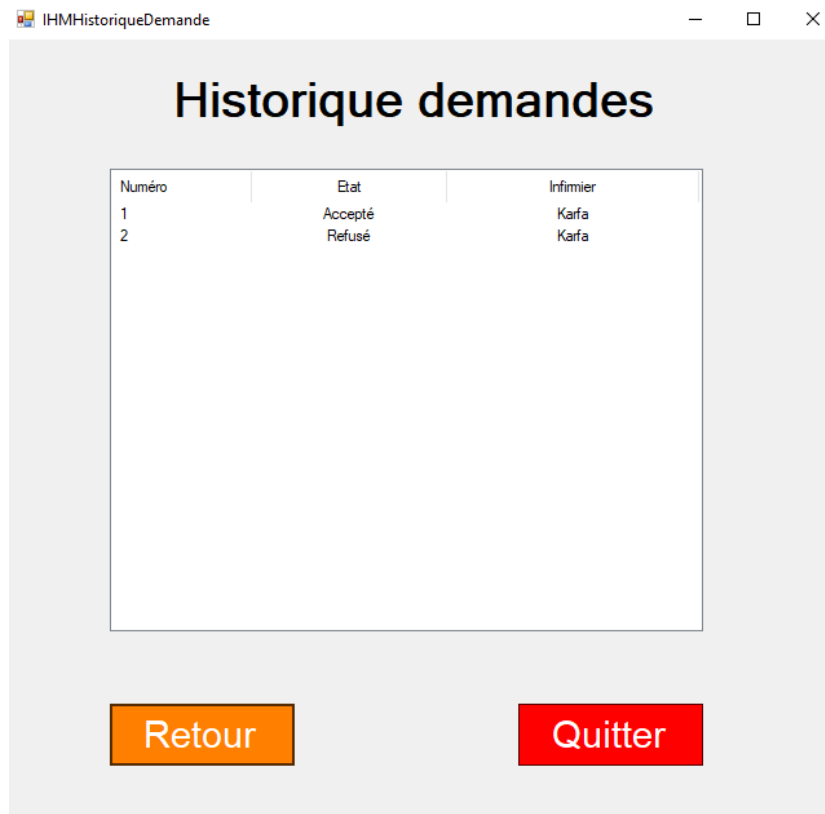 IHMHistoriqueDemande
Historique demandes
Numéro Etat Infirmier
1 Accepté Karfa
2 Refusé Karfa
Retour Quitter